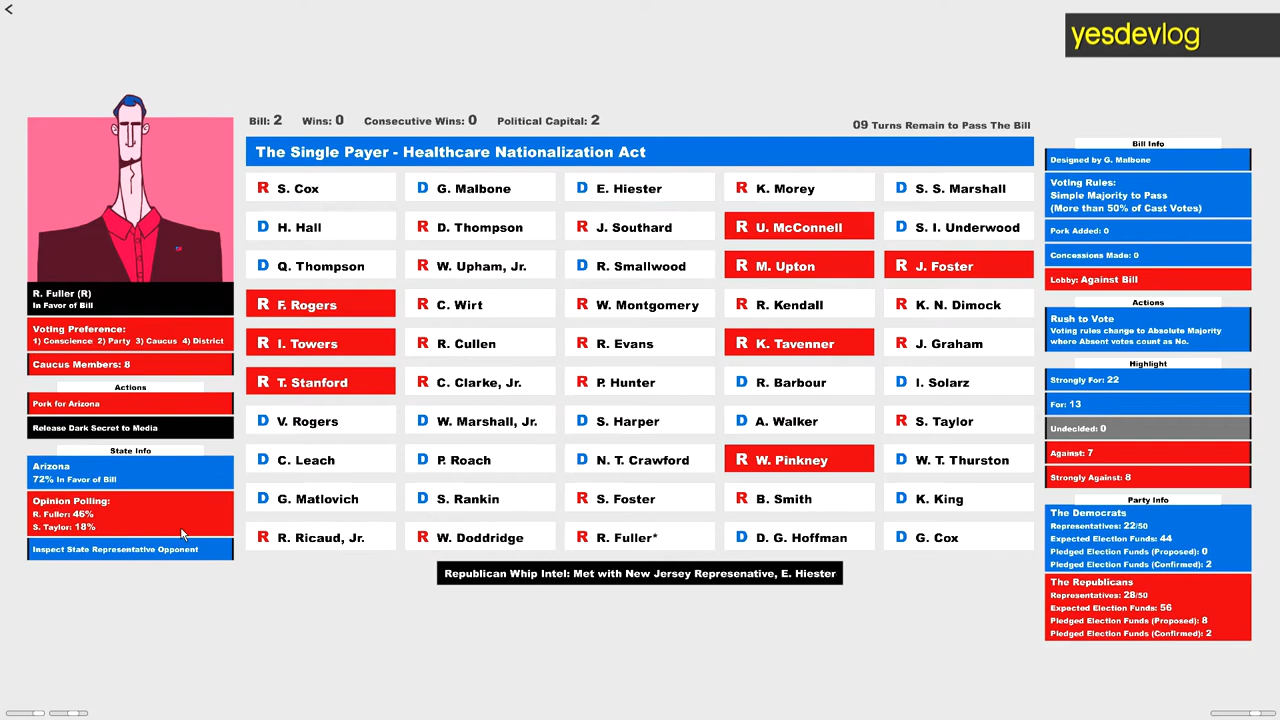 yesdevlog
Bill: 2 Wins: 0 Consecutive Wins: 0 Political Capital: 2
09 Turns Remain to Pass The Bill
The Single Payer - Healthcare Nationalization Act
R S. Cox
D G. Malbone
D E. Hiester
R K. Morey
D S. S. Marshall
D H. Hall
R D. Thompson
R J. Southard
R U. McConnell
D S. I. Underwood
D Q. Thompson
R W. Upham, Jr.
D R. Smallwood
R M. Upton
R J. Foster
R F. Rogers
R C. Wirt
R W. Montgomery
R R. Kendall
R K. N. Dimock
R I. Towers
R R. Cullen
R R. Evans
R K. Tavenner
R J. Graham
R T. Stanford
R C. Clarke, Jr.
R P. Hunter
D R. Barbour
D I. Solarz
D V. Rogers
D W. Marshall, Jr.
D S. Harper
D A. Walker
R S. Taylor
D C. Leach
D P. Roach
D N. T. Crawford
R W. Pinkney
D W. T. Thurston
D G. Matlovich
D S. Rankin
R S. Foster
R B. Smith
D K. King
R R. Ricaud, Jr.
R W. Doddridge
R R. Fuller*
D D. G. Hoffman
D G. Cox
Republican Whip Intel: Met with New Jersey Represenative, E. Hiester
R. Fuller (R)
In Favor of Bill
Voting Preference:
1) Conscience 2) Party 3) Caucus 4) District
Caucus Members: 8
Actions
Pork for Arizona
Release Dark Secret to Media
State Info
Arizona
72% In Favor of Bill
Opinion Polling:
R. Fuller: 46%
S. Taylor: 18%
Inspect State Representative Opponent
Bill Info
Designed by G. Malbone
Voting Rules:
Simple Majority to Pass
(More than 50% of Cast Votes)
Pork Added: 0
Concessions Made: 0
Lobby: Against Bill
Actions
Rush to Vote
Voting rules change to Absolute Majority
where Absent votes count as No.
Highlight
Strongly For: 22
For: 13
Undecided: 0
Against: 7
Strongly Against: 8
Party Info
The Democrats
Representatives: 22/50
Expected Election Funds: 44
Pledged Election Funds (Proposed): 0
Pledged Election Funds (Confirmed): 2
The Republicans
Representatives: 28/50
Expected Election Funds: 56
Pledged Election Funds (Proposed): 8
Pledged Election Funds (Confirmed): 2